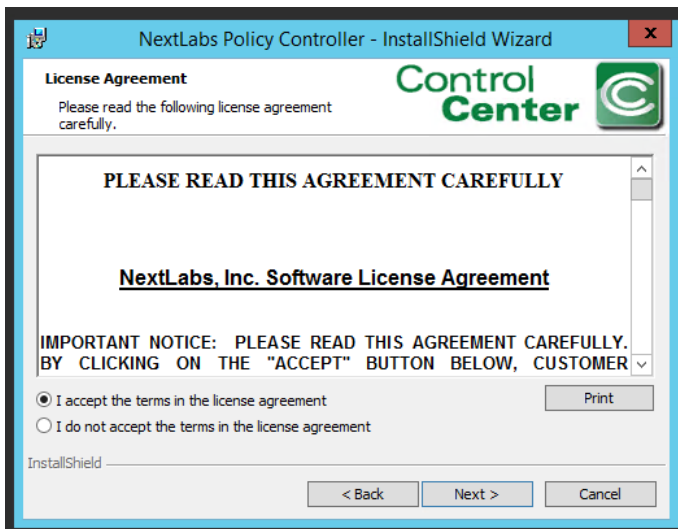 NextLabs Policy Controller - InstallShield Wizard
x
License Agreement
Please read the following license agreement
carefully.
Control
Center
PLEASE READ THIS AGREEMENT CAREFULLY
NextLabs, Inc. Software License Agreement
IMPORTANT NOTICE: PLEASE READ THIS AGREEMENT CAREFULLY.
BY CLICKING ON THE "ACCEPT" BUTTON BELOW, CUSTOMER
I accept the terms in the license agreement
Print
I do not accept the terms in the license agreement
InstallShield
< Back
Next >
Cancel